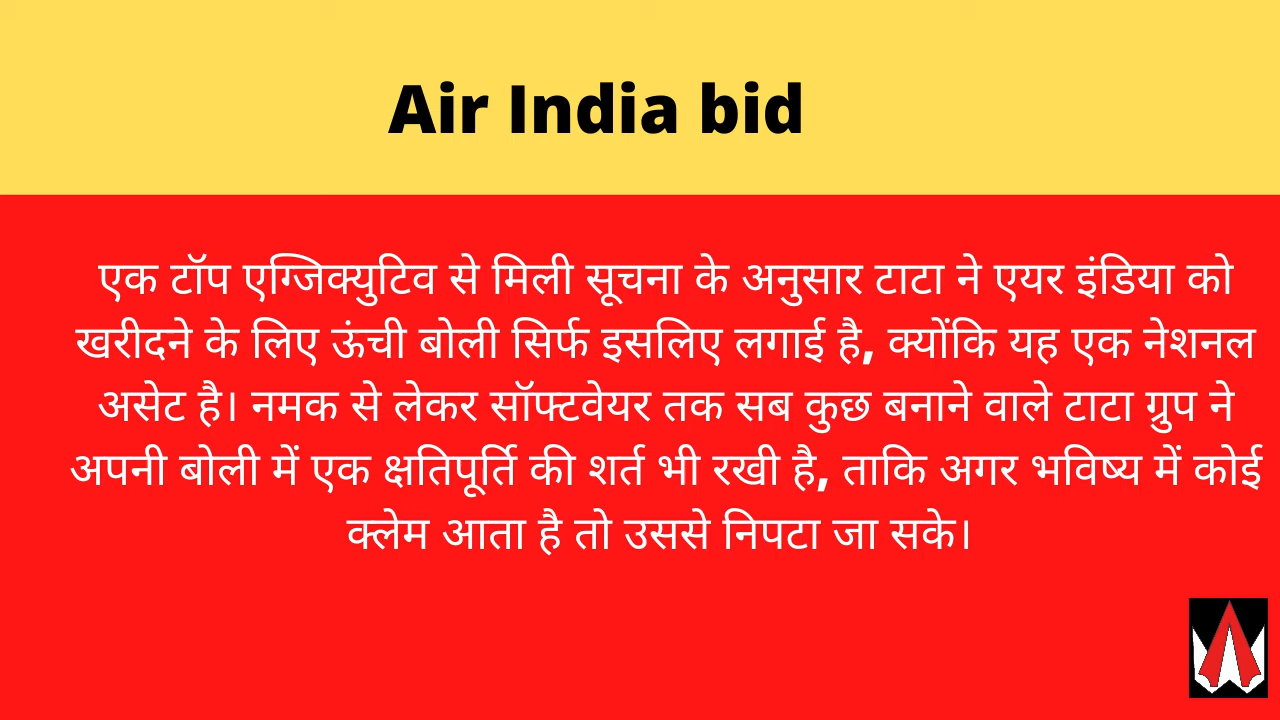 Air India bid
एक टॉप एग्जिक्युटिव से मिली सूचना के अनुसार टाटा ने एयर इंडिया को
खरीदने के लिए ऊंची बोली सिर्फ इसलिए लगाई है, क्योंकि यह एक नेशनल
असेट है। नमक से लेकर सॉफ्टवेयर तक सब कुछ बनाने वाले टाटा ग्रुप ने
अपनी बोली में एक क्षतिपूर्ति की शर्त भी रखी है, ताकि अगर भविष्य में कोई
क्लेम आता है तो उससे निपटा जा सके।